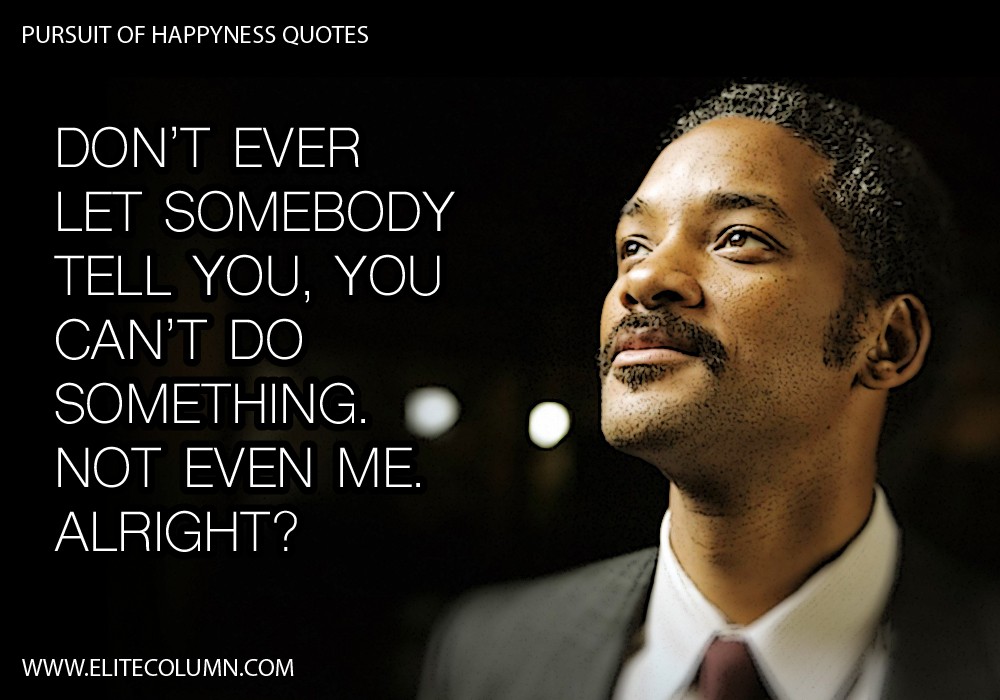 PURSUIT OF HAPPYNESS QUOTES
DON’T EVER
LET SOMEBODY
TELL YOU, YOU
CAN’T DO
SOMETHING.
NOT EVEN ME.
ALRIGHT?
WWW.ELITECOLUMN.COM